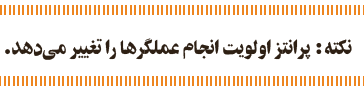 نکته: پرانتز اولویت انجام عملگرها را تغییر می‌دهد.